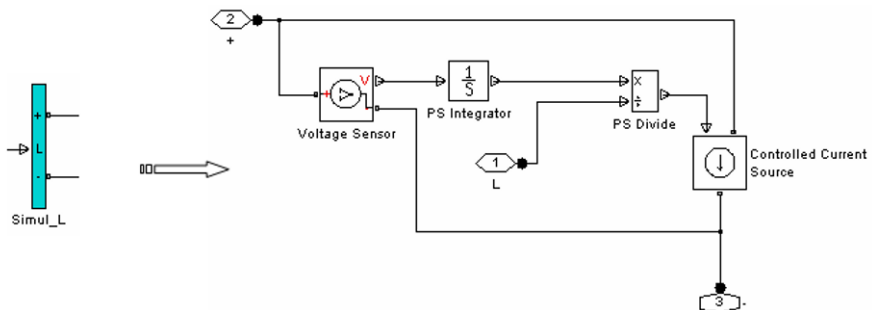 2
+
V
+
1
S
X
÷
Voltage Sensor
PS Integrator
PS Divide
1
L
Controlled Current
Source
3
-
+
L
-
Simul_L